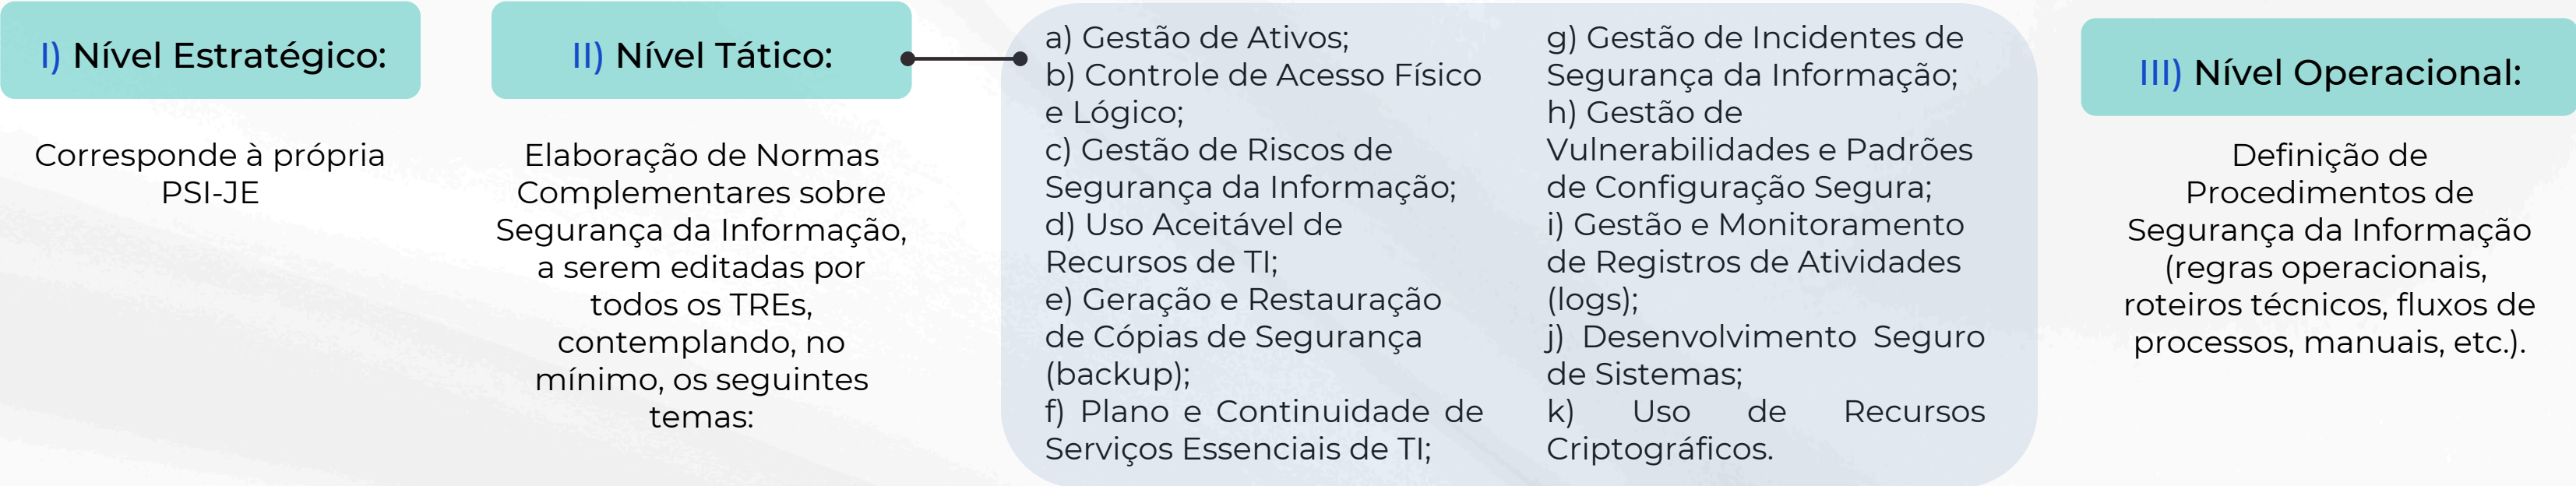 I) Nível Estratégico:
Corresponde à própria
PSI-JE
II) Nível Tático:
Elaboração de Normas
Complementares sobre
Segurança da Informação,
a serem editadas por
todos os TREs,
contemplando, no
mínimo, os seguintes
temas:
a) Gestão de Ativos;
b) Controle de Acesso Físico
e Lógico;
c) Gestão de Riscos de
Segurança da Informação;
d) Uso Aceitável de
Recursos de TI;
e) Geração e Restauração
de Cópias de Segurança
(backup);
f) Plano e Continuidade de
Serviços Essenciais de TI;
g) Gestão de Incidentes de
Segurança da Informação;
h) Gestão de
Vulnerabilidades e Padrões
de Configuração Segura;
i) Gestão e Monitoramento
de Registros de Atividades
(logs);
j) Desenvolvimento Seguro
de Sistemas;
k) Uso de Recursos
Criptográficos.
III) Nível Operacional:
Definição de
Procedimentos de
Segurança da Informação
(regras operacionais,
roteiros técnicos, fluxos de
processos, manuais, etc.).